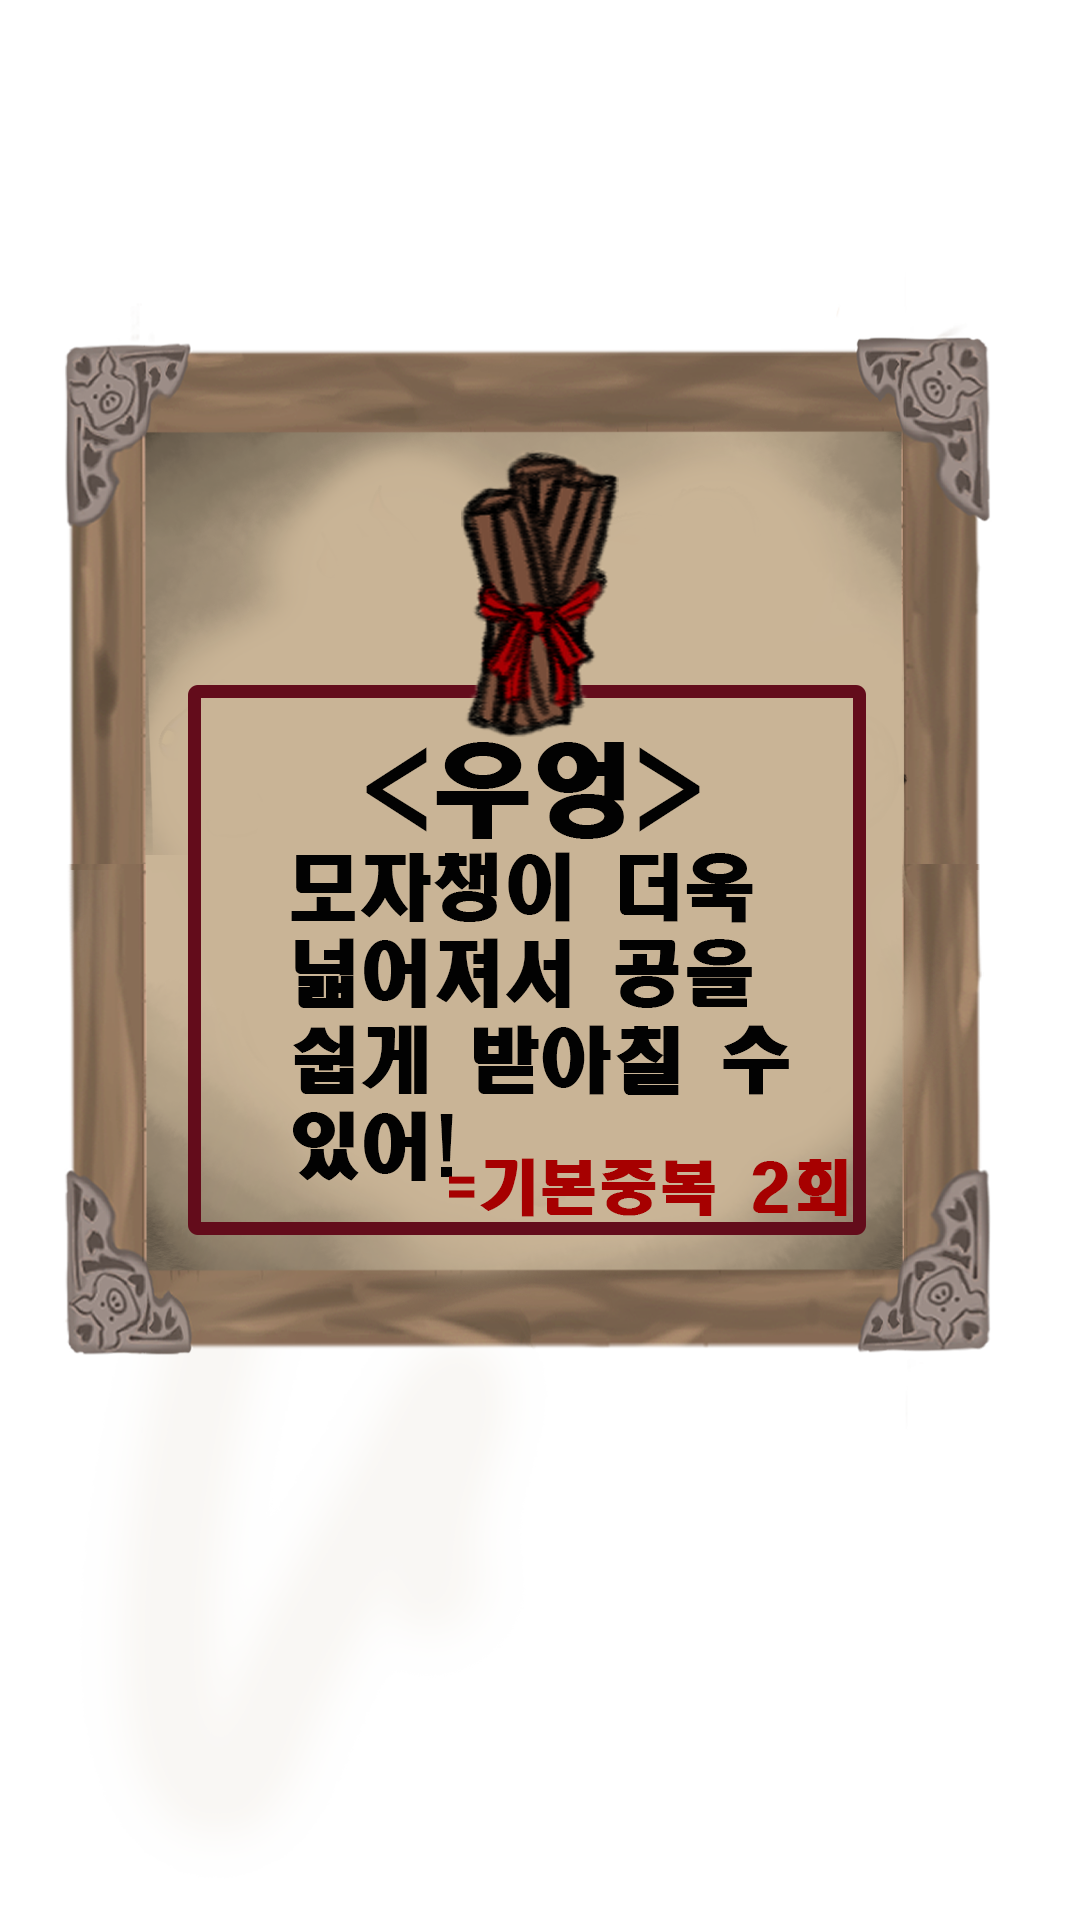 <우엉>
모자챙이 더욱
넓어져서 공을
쉽게 받아칠 수
있어!
=기본중복 2회